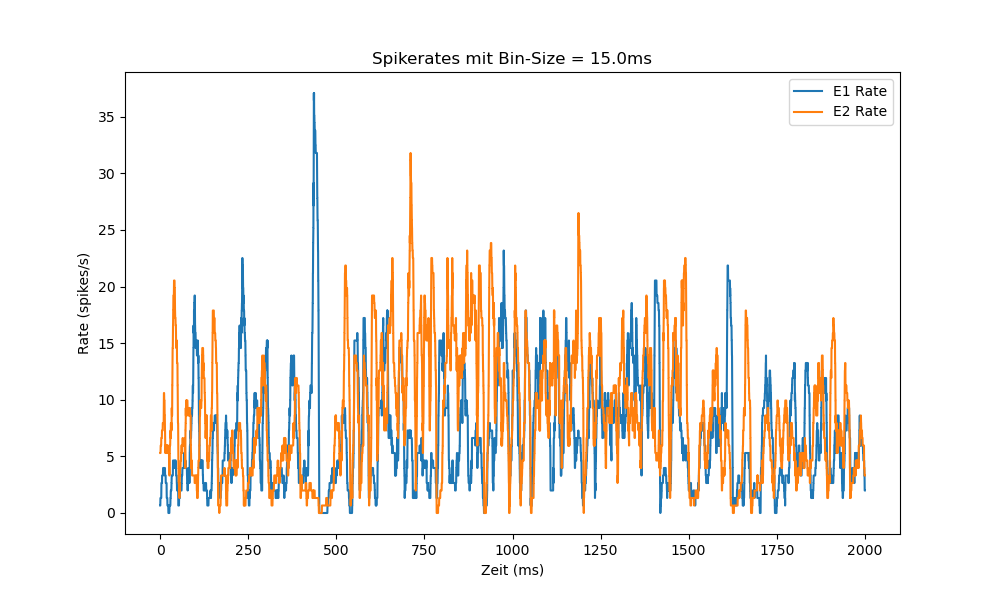 Spikerates mit Bin-Size = 15.0ms
E1 Rate
E2 Rate
Rate (spikes/s)
35
30
25
20
15
10
5
0
0 250 500 750 1000 1250 1500 1750 2000
Zeit (ms)